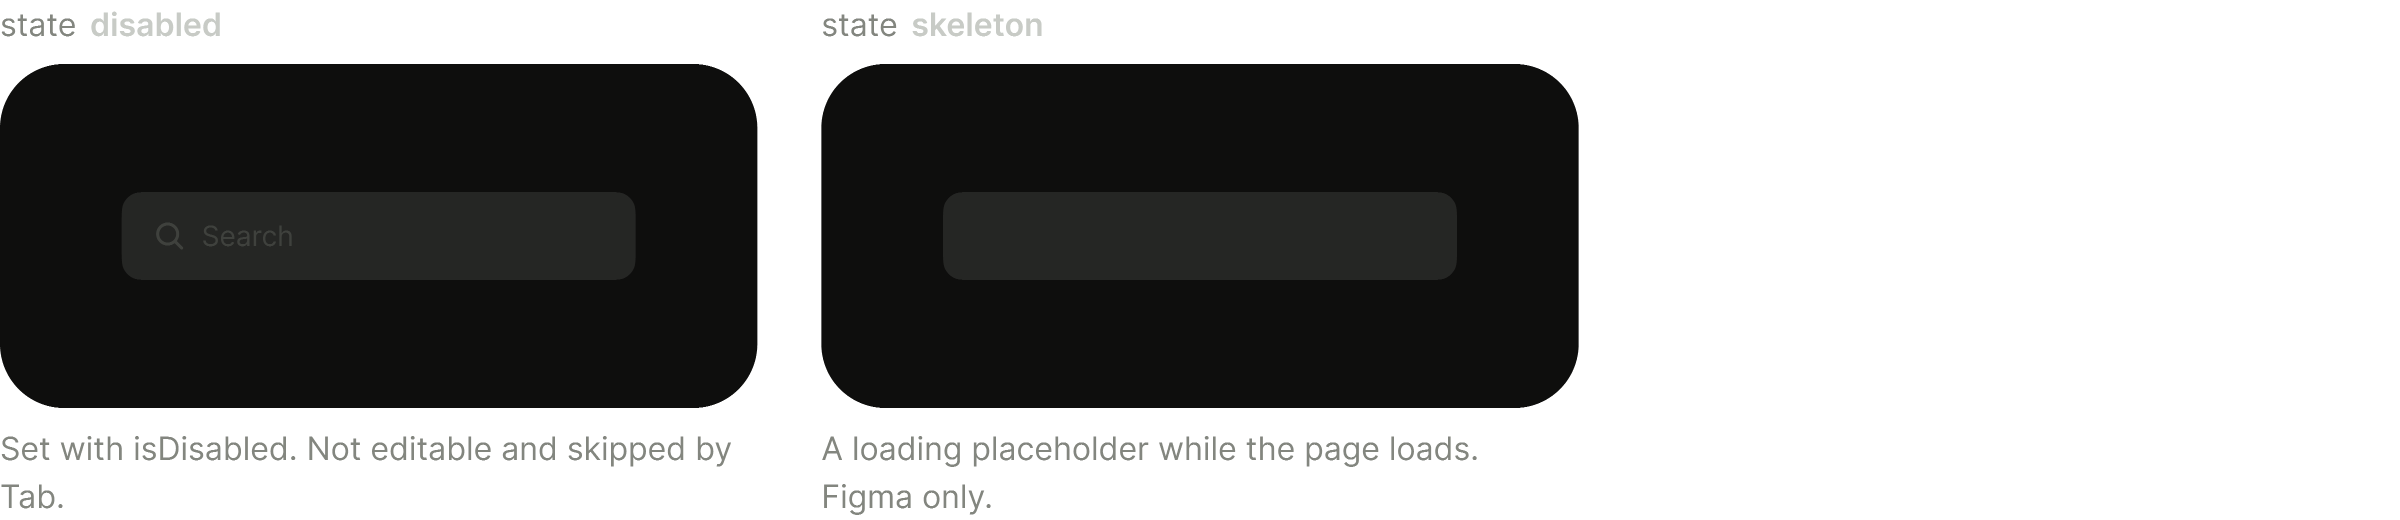 state disabled
Search
Set with isDisabled. Not editable and skipped by
Tab.
state skeleton
A loading placeholder while the page loads.
Figma only.